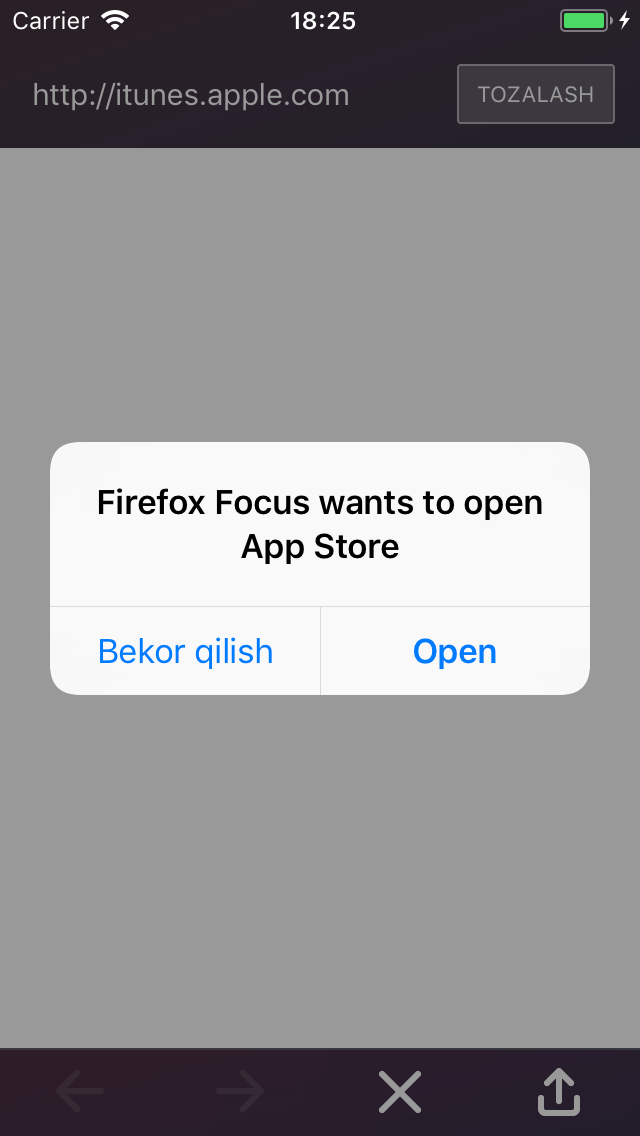 Carrier 18:25
http://itunes.apple.com TOZALASH
Firefox Focus wants to open
App Store
Bekor qilish Open